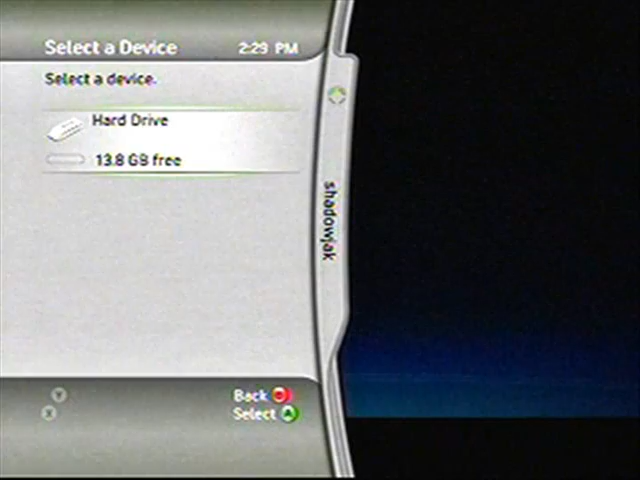 Select a Device 2:29 PM
Select a device.
Hard Drive
13.8 GB free
shadowjak
Y
Back B
X
Select A